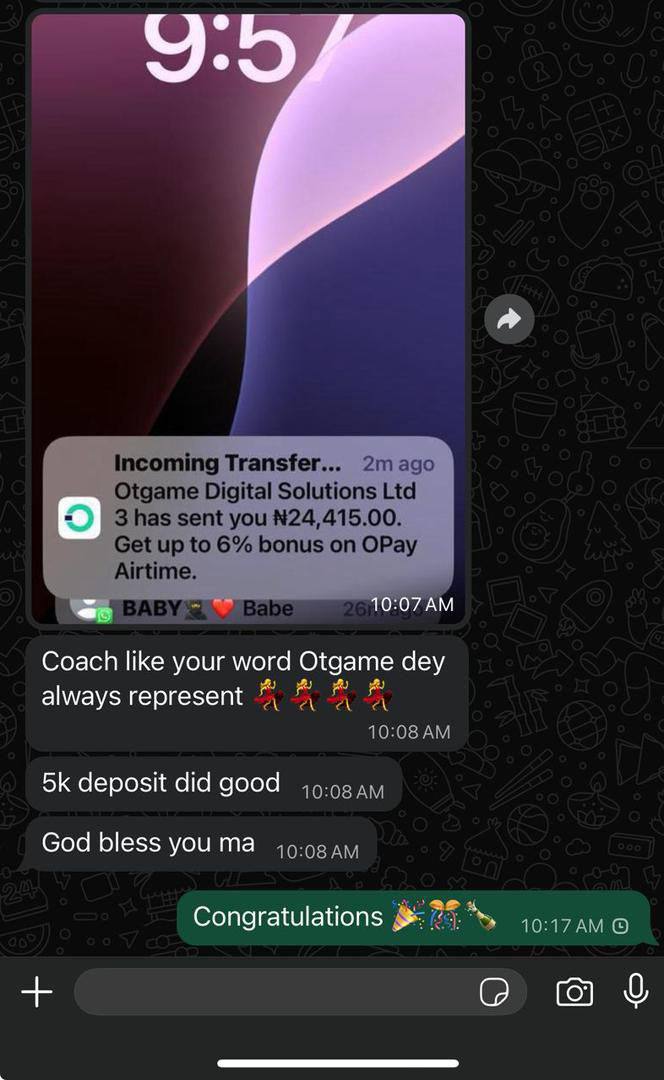 9:57
Incoming Transfer... 2m ago
Otgame Digital Solutions Ltd
3 has sent you ₦24,415.00.
Get up to 6% bonus on OPay
Airtime.
BABY🥷❤️ Babe 26m ago
10:07 AM
Coach like your word Otgame dey
always represent 💃💃💃💃
10:08 AM
5k deposit did good 10:08 AM
God bless you ma 10:08 AM
Congratulations 🎉🎊🍾 10:17 AM